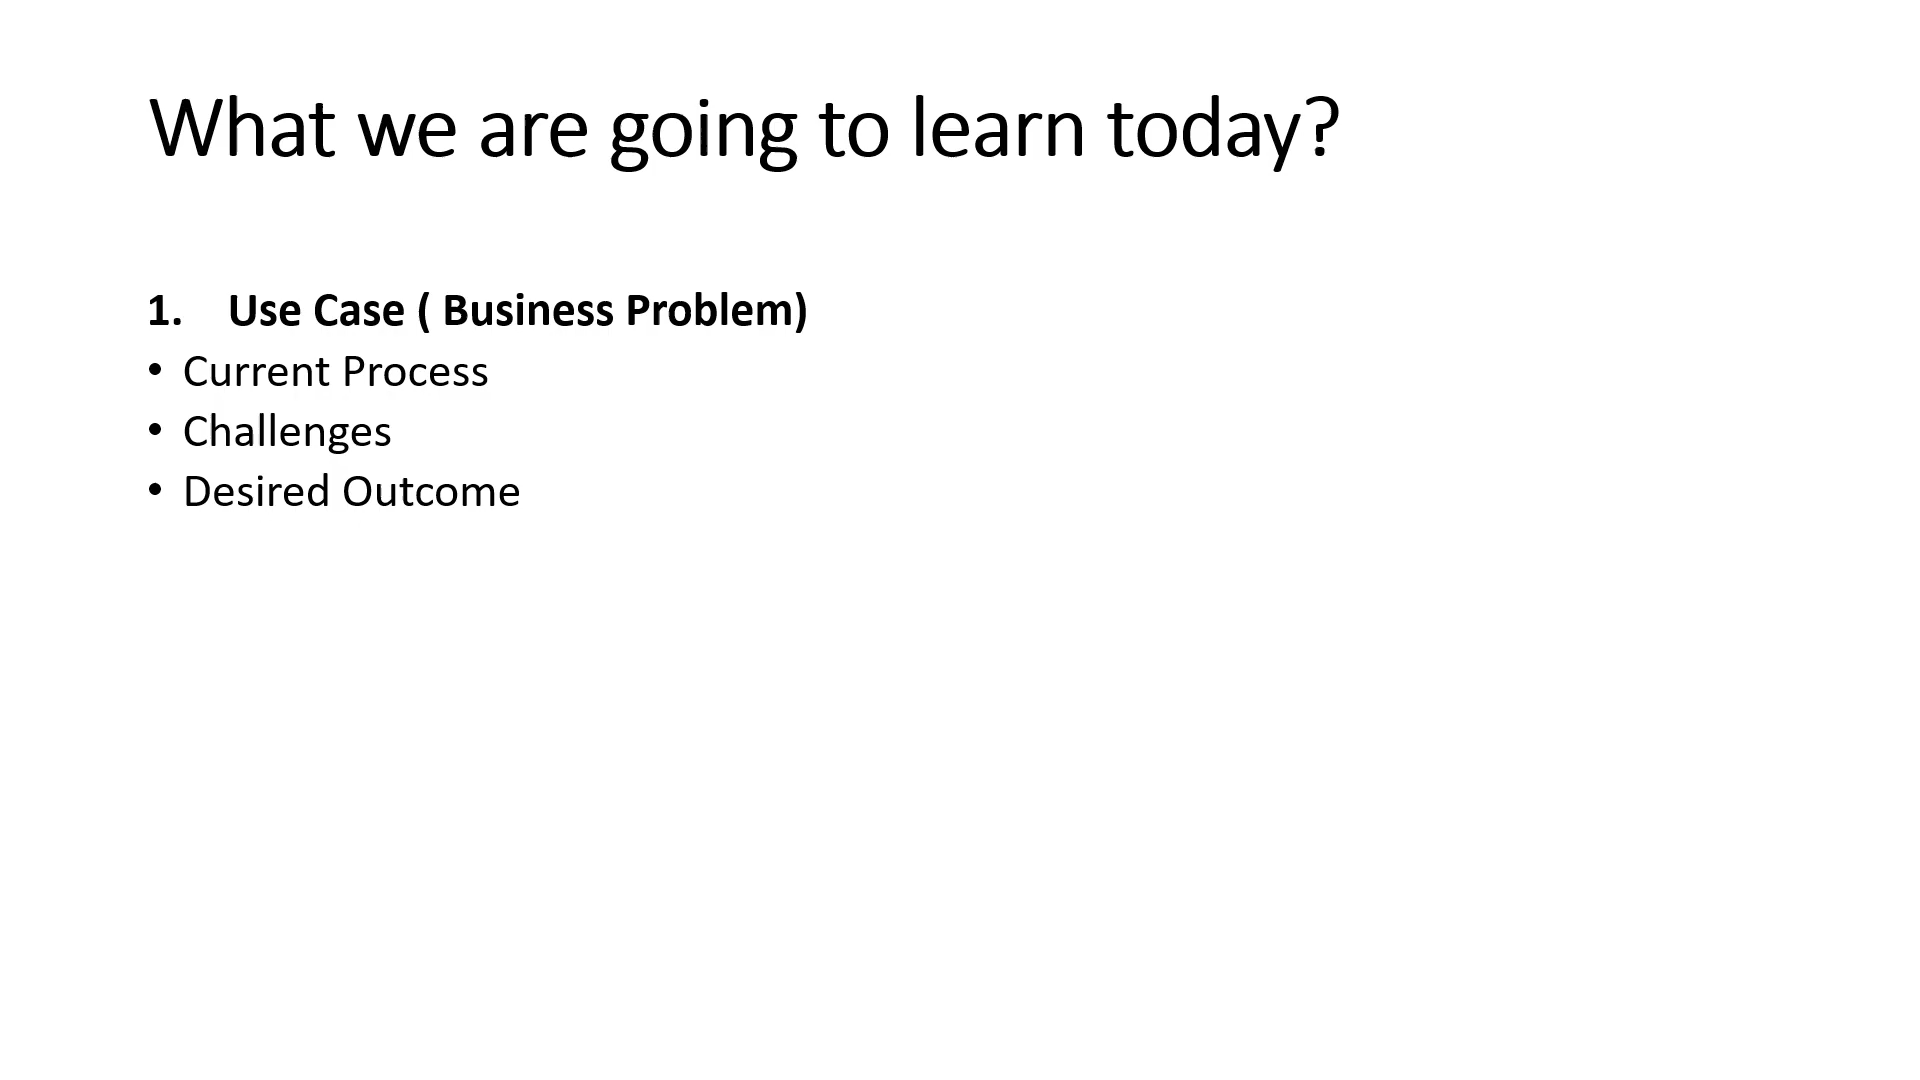 What we are going to learn today?
1. Use Case ( Business Problem)
• Current Process
• Challenges
• Desired Outcome